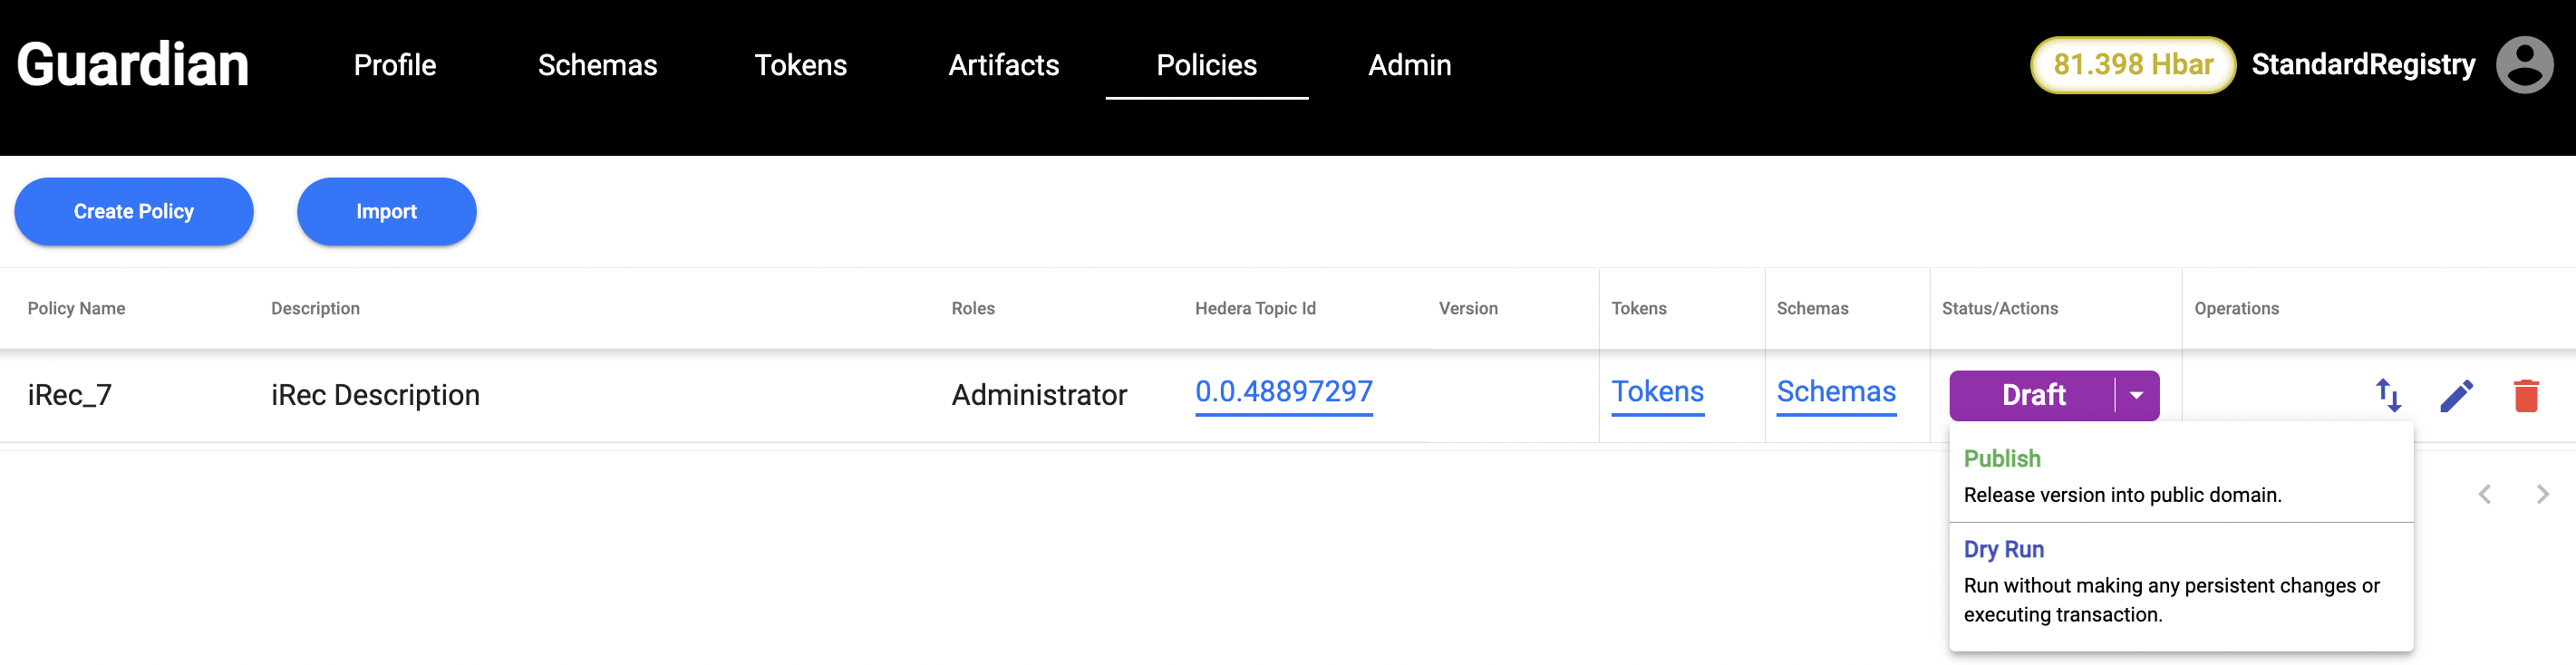 Guardian Profile Schemas Tokens Artifacts Policies Admin 81.398 Hbar StandardRegistry
Create Policy Import
Policy Name Description Roles Hedera Topic Id Version Tokens Schemas Status/Actions Operations
iRec_7 iRec Description Administrator 0.0.48897297 Tokens Schemas Draft
Publish
Release version into public domain.
Dry Run
Run without making any persistent changes or
executing transaction.